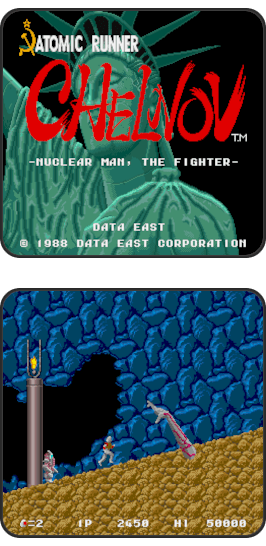 ATOMIC RUNNER
CHELNOV
TM
-NUCLEAR MAN, THE FIGHTER-
DATA EAST
© 1988 DATA EAST CORPORATION
C=2 1P 2650 HI 50000